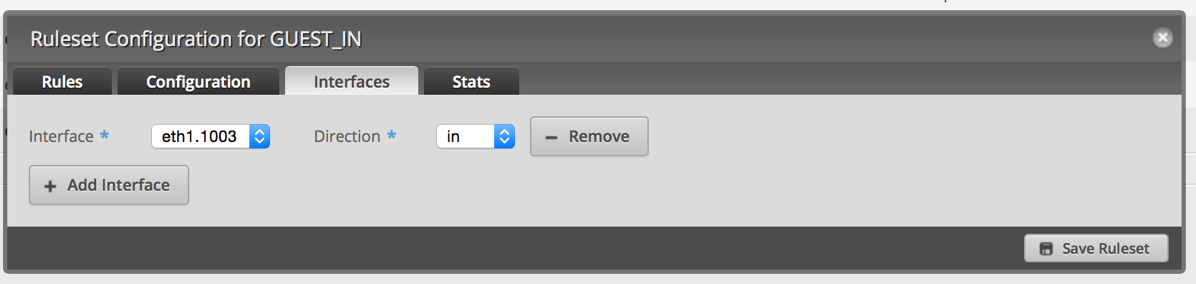 Ruleset Configuration for GUEST_IN
Rules Configuration Interfaces Stats
Interface * eth1.1003 Direction * in − Remove
+ Add Interface
Save Ruleset